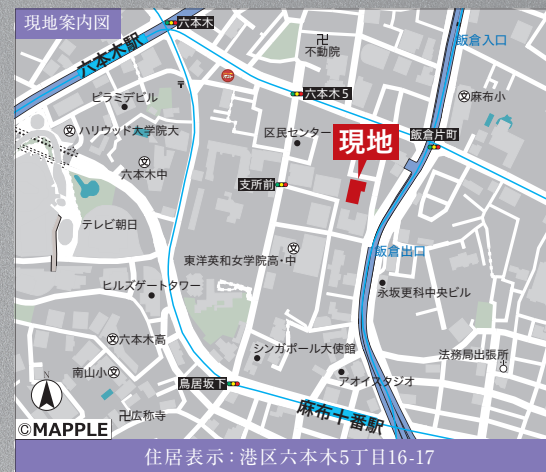 現地案内図
六本木
六本木駅
飯倉入口
不動院
〒
ピラミデビル
六本木5
麻布小
ハリウッド大学院大
区民センター
現地
飯倉片町
六本木中
支所前
テレビ朝日
東洋英和女学院高・中
飯倉出口
ヒルズゲートタワー
永坂更科中央ビル
六本木高
シンガポール大使館
法務局出張所
南山小
鳥居坂下
アオイスタジオ
N
卍広称寺
麻布十番駅
©MAPPLE
住居表示：港区六本木5丁目16-17